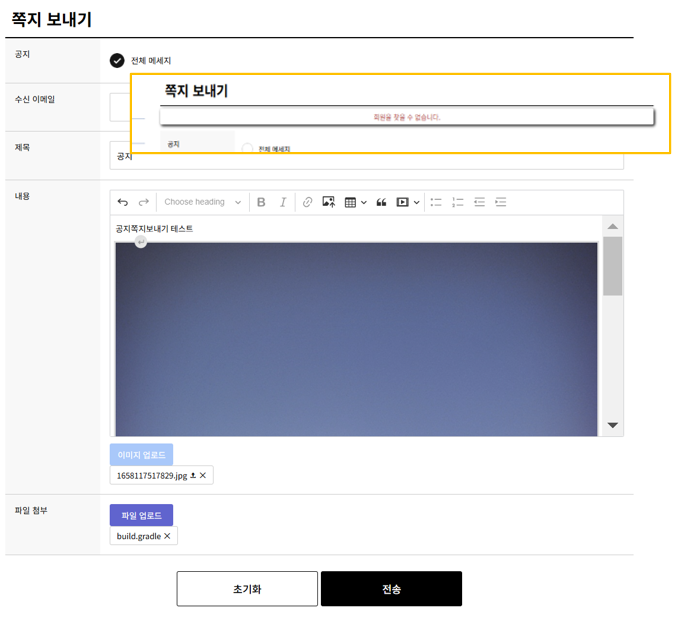 쪽지 보내기
공지
전체 메세지
쪽지 보내기
회원을 찾을 수 없습니다.
공지
전체 메세지
수신 이메일
제목
공지
내용
Choose heading
B I
공지쪽지보내기 테스트
이미지 업로드
1658117517829.jpg
파일 첨부
파일 업로드
build.gradle
초기화
전송